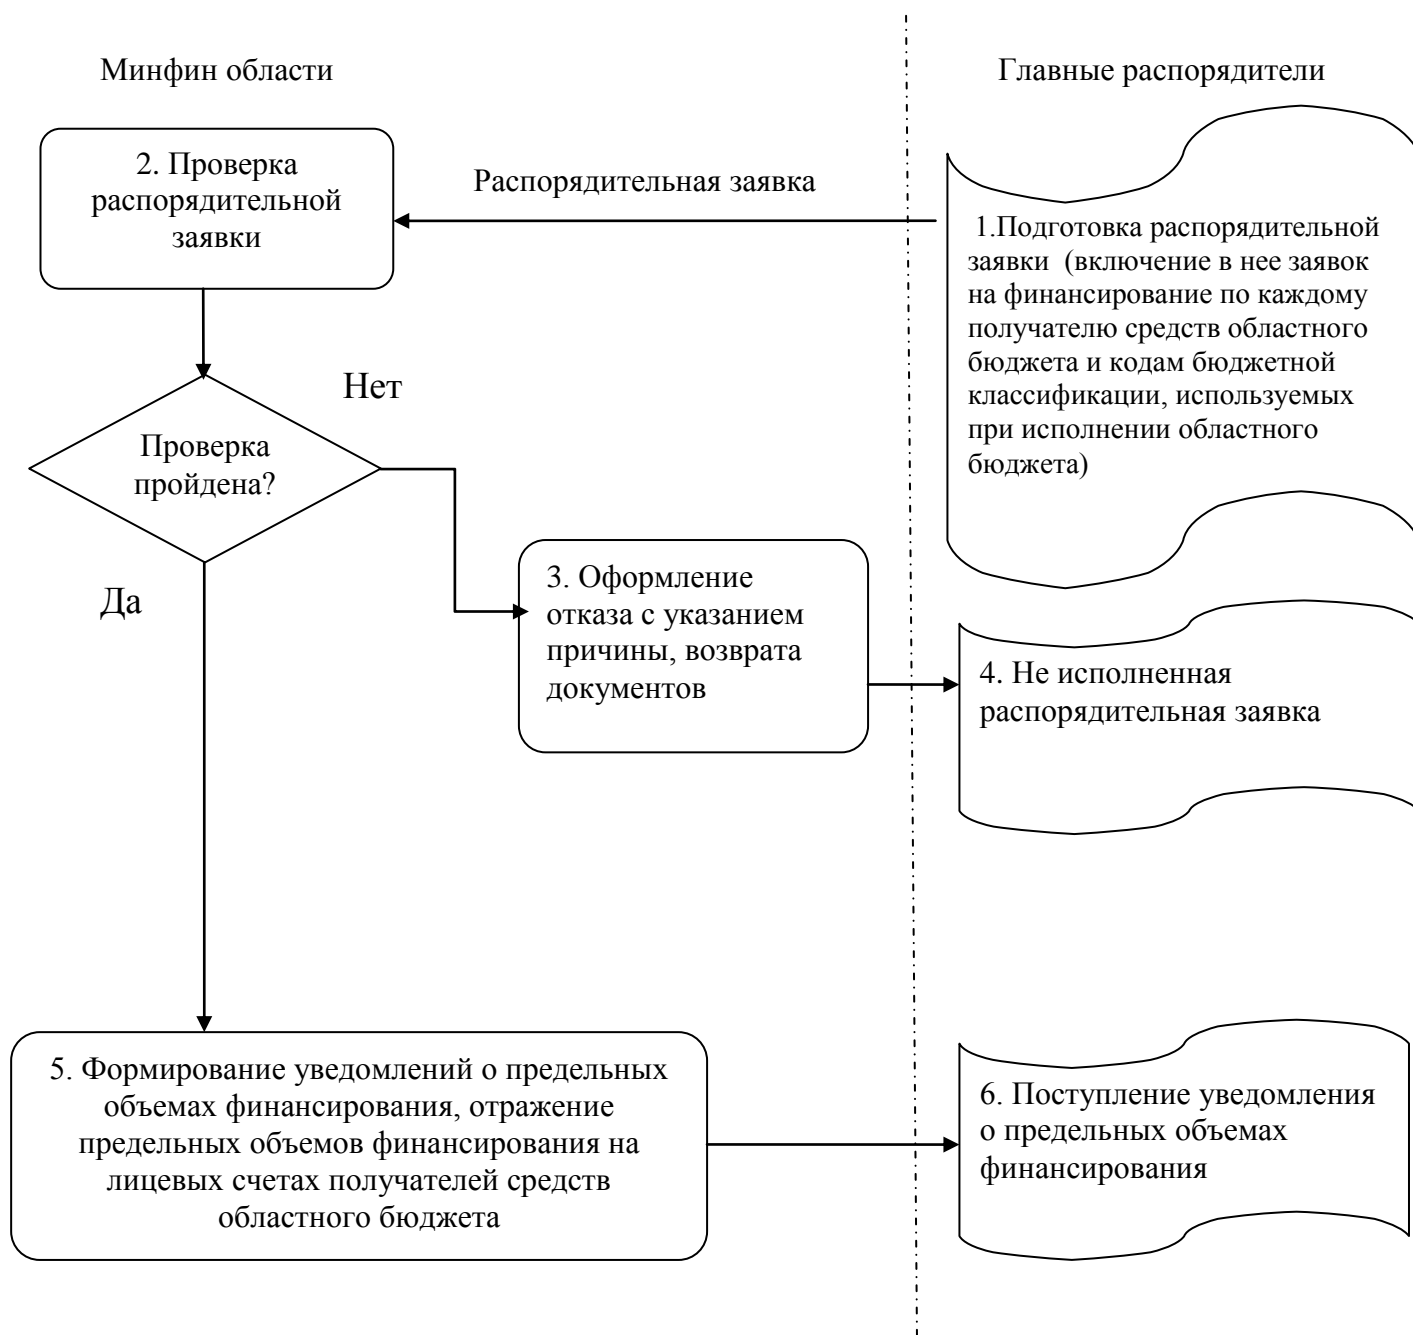 Минфин области
Главные распорядители
2. Проверка
распорядительной
заявки
Распорядительная заявка
1.Подготовка распорядительной
заявки (включение в нее заявок
на финансирование по каждому
получателю средств областного
бюджета и кодам бюджетной
классификации, используемых
при исполнении областного
бюджета)
Нет
Проверка
пройдена?
Да
3. Оформление
отказа с указанием
причины, возврата
документов
4. Не исполненная
распорядительная заявка
5. Формирование уведомлений о предельных
объемах финансирования, отражение
предельных объемов финансирования на
лицевых счетах получателей средств
областного бюджета
6. Поступление уведомления
о предельных объемах
финансирования